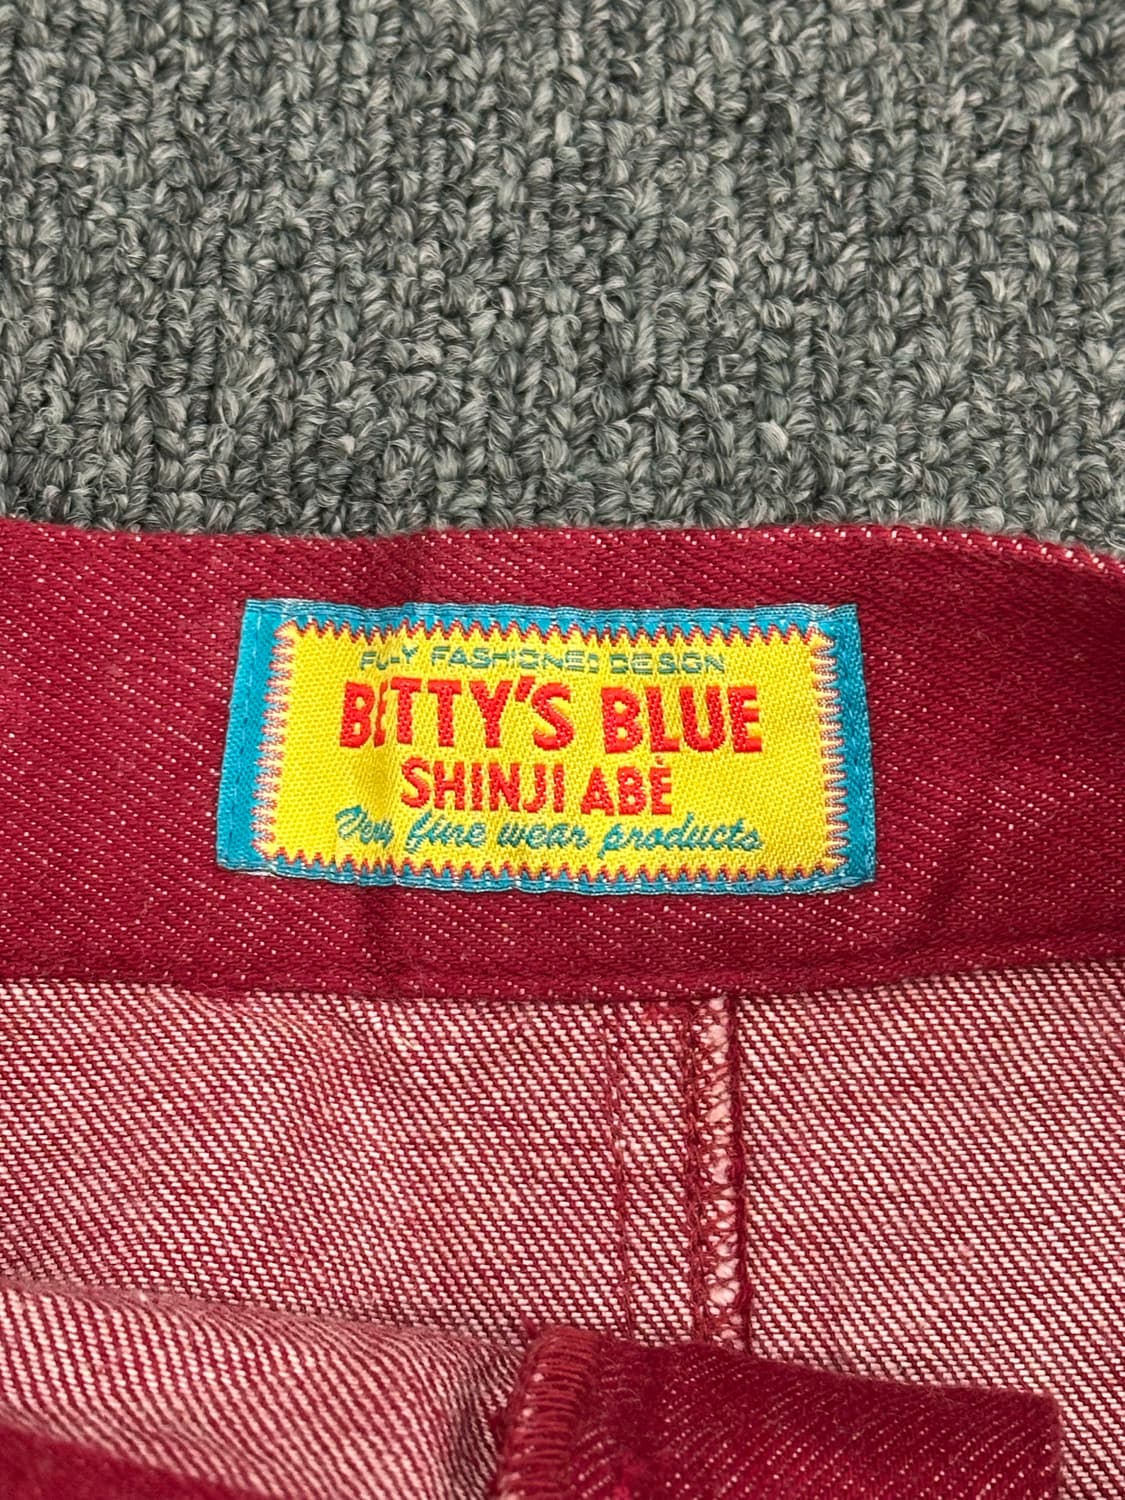 FULLY FASHIONED DESIGN
BETTY'S BLUE
SHINJI ABÈ
Very fine wear products